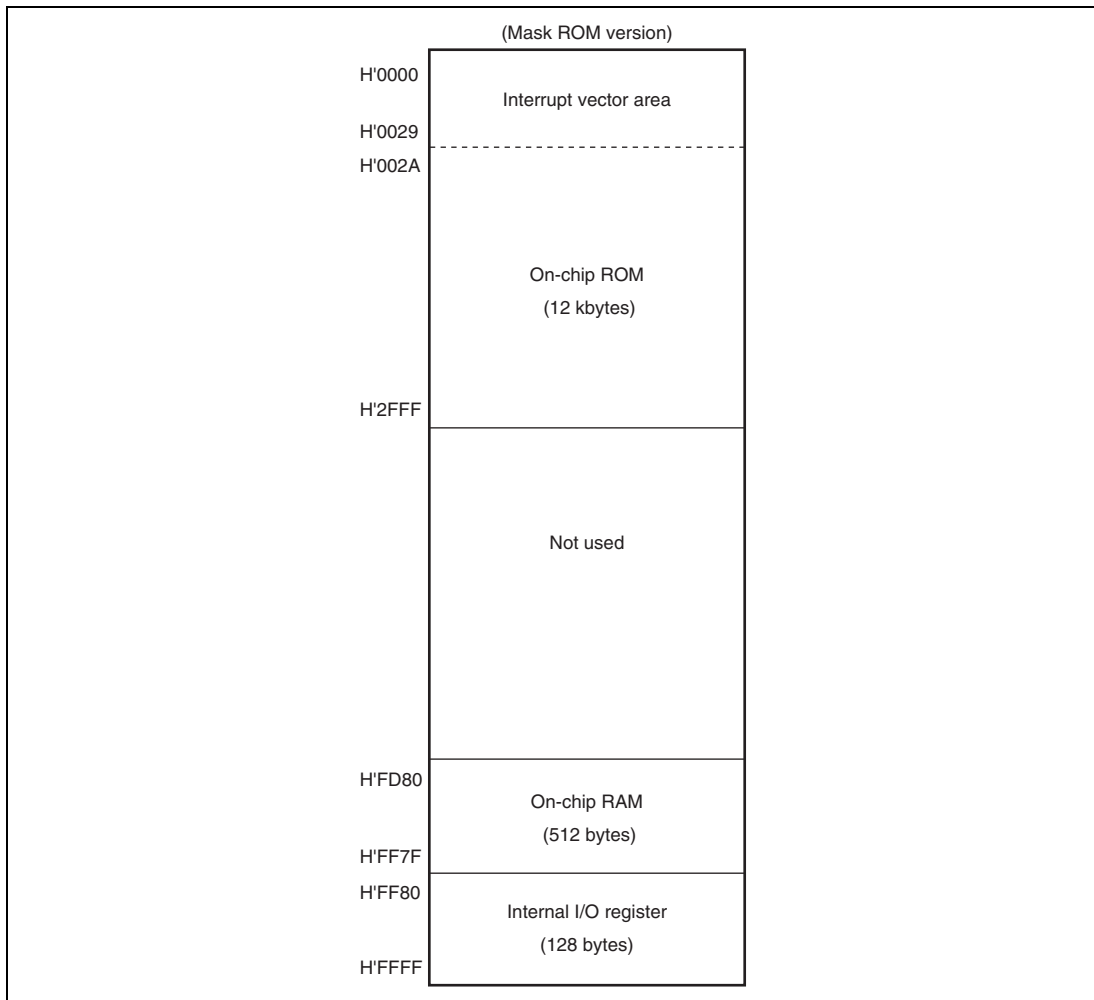 (Mask ROM version)
H'0000
Interrupt vector area
H'0029
H'002A
On-chip ROM
(12 kbytes)
H'2FFF
Not used
H'FD80
On-chip RAM
(512 bytes)
H'FF7F
H'FF80
Internal I/O register
(128 bytes)
H'FFFF